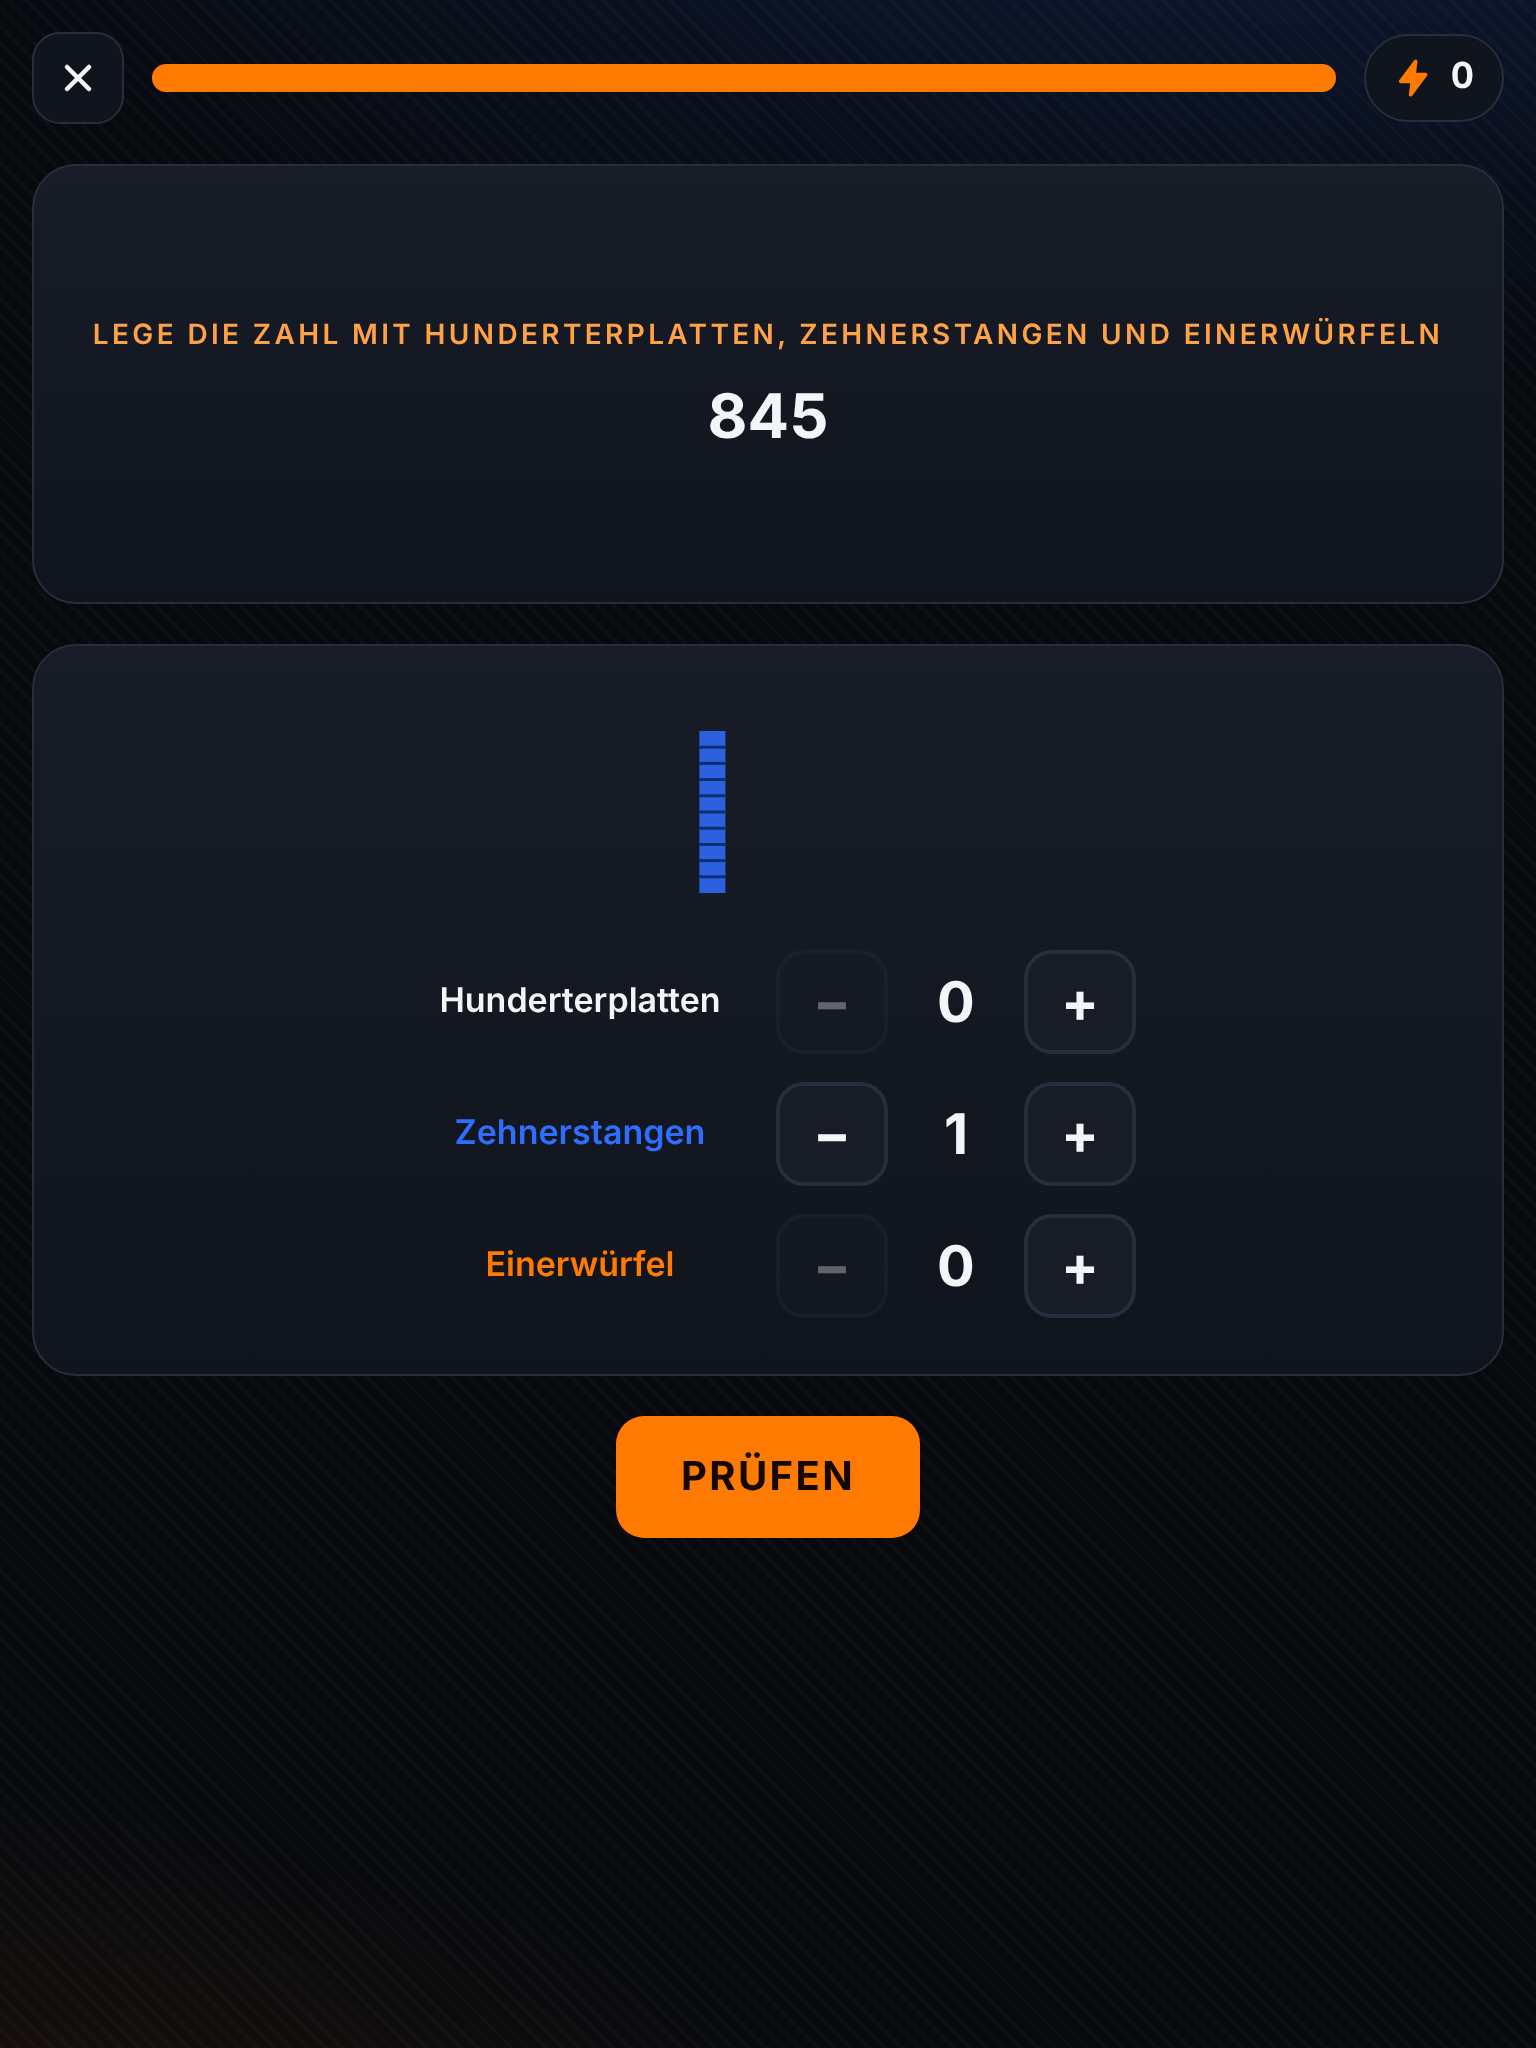 0
LEGE DIE ZAHL MIT HUNDERTERPLATTEN, ZEHNERSTANGEN UND EINERWÜRFELN
845
Hunderterplatten − 0 +
Zehnerstangen − 1 +
Einerwürfel − 0 +
PRÜFEN